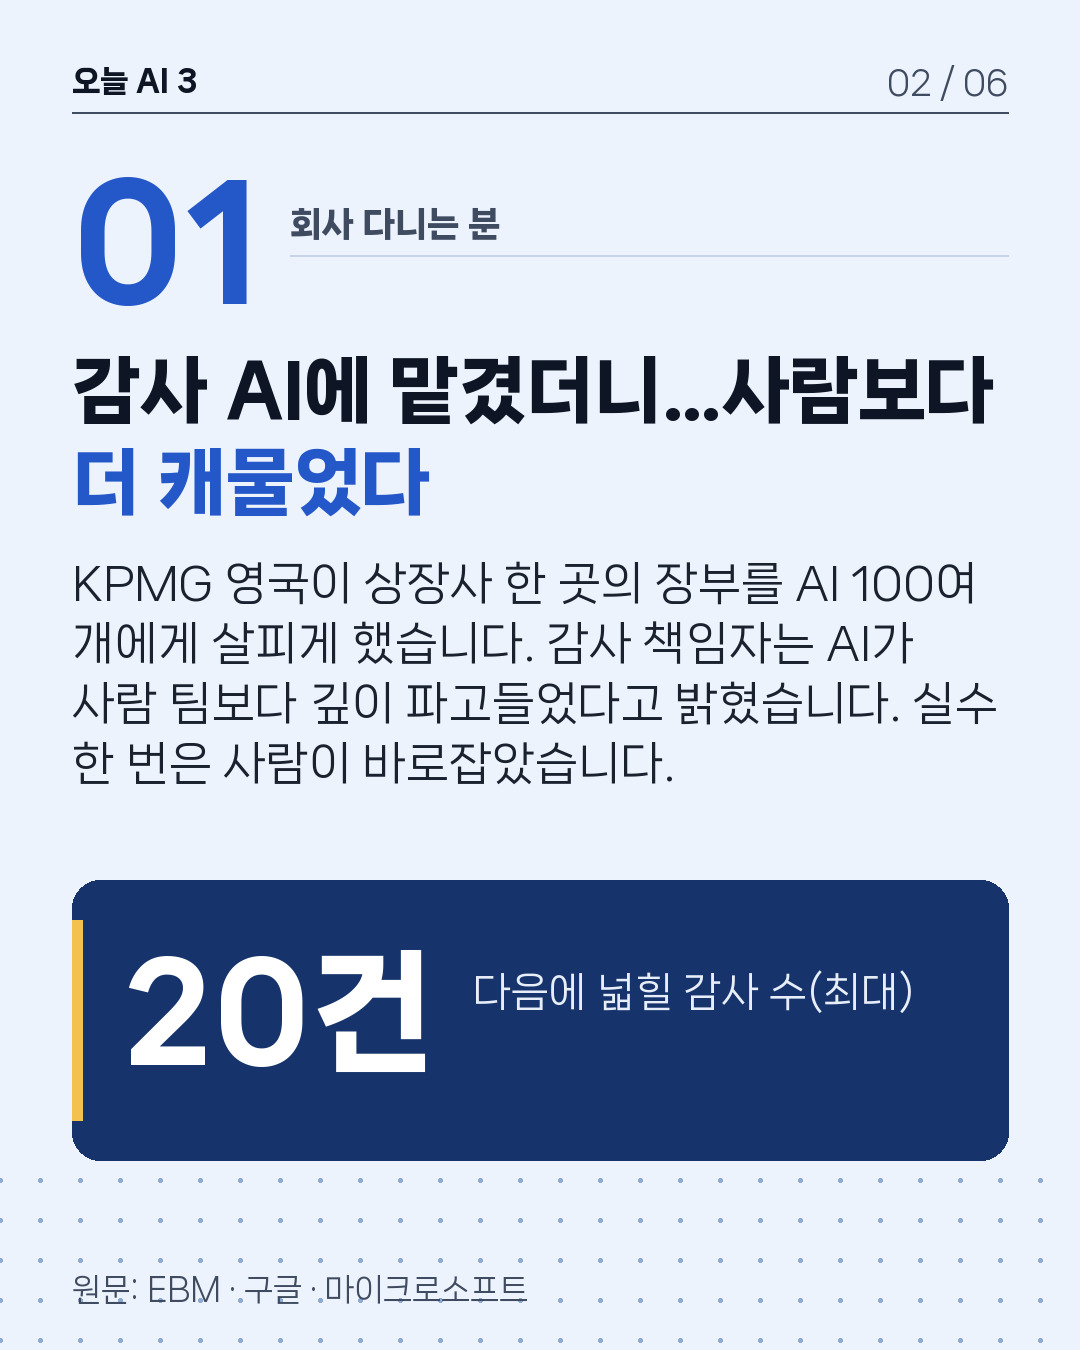 오늘 AI 3
02 / 06
01
회사 다니는 분
감사 AI에 맡겼더니...사람보다
더 캐물었다
KPMG 영국이 상장사 한 곳의 장부를 AI 100여
개에게 살피게 했습니다. 감사 책임자는 AI가
사람 팀보다 깊이 파고들었다고 밝혔습니다. 실수
한 번은 사람이 바로잡았습니다.
20건
다음에 넓힐 감사 수(최대)
원문: EBM · 구글 · 마이크로소프트